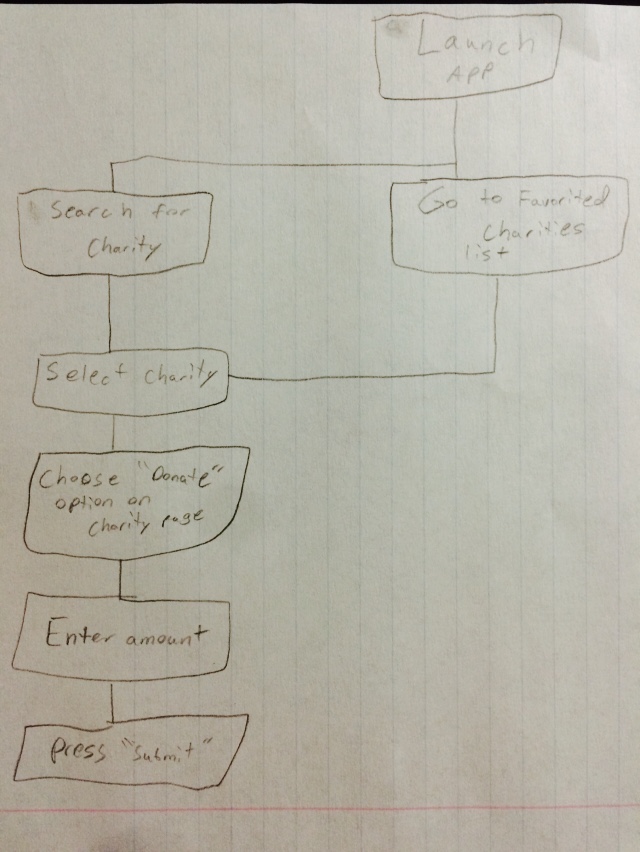 Launch
APP
Search for
Charity
Go to Favorited
Charities
list
Select Charity
Choose "Donate"
option on
Charity page
Enter amount
Press "Submit"